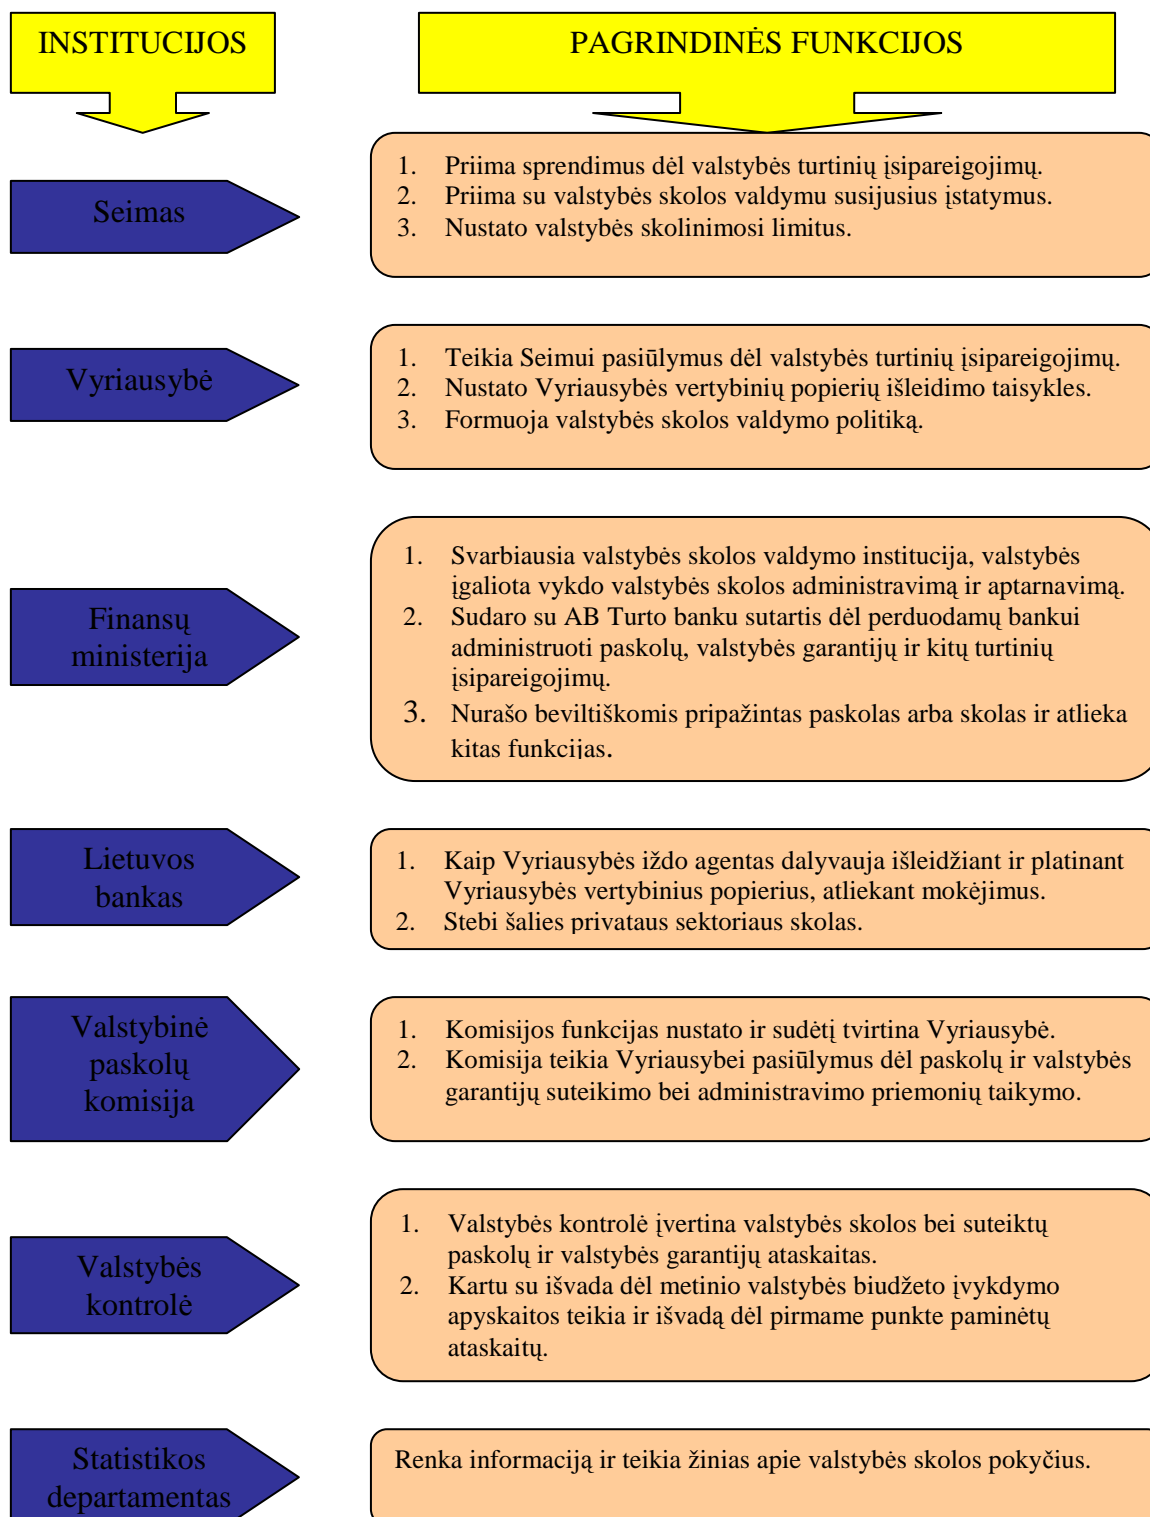 INSTITUCIJOS
PAGRINDINĖS FUNKCIJOS
Seimas
1. Priima sprendimus dėl valstybės turtinių įsipareigojimų.
2. Priima su valstybės skolos valdymu susijusius įstatymus.
3. Nustato valstybės skolinimosi limitus.
Vyriausybė
1. Teikia Seimui pasiūlymus dėl valstybės turtinių įsipareigojimų.
2. Nustato Vyriausybės vertybinių popierių išleidimo taisykles.
3. Formuoja valstybės skolos valdymo politiką.
Finansų
ministerija
1. Svarbiausia valstybės skolos valdymo institucija, valstybės
įgaliota vykdo valstybės skolos administravimą ir aptarnavimą.
2. Sudaro su AB Turto banku sutartis dėl perduodamų bankui
administruoti paskolų, valstybės garantijų ir kitų turtinių
įsipareigojimų.
3. Nurašo beviltiškomis pripažintas paskolas arba skolas ir atlieka
kitas funkcijas.
Lietuvos
bankas
1. Kaip Vyriausybės iždo agentas dalyvauja išleidžiant ir platinant
Vyriausybės vertybinius popierius, atliekant mokėjimus.
2. Stebi šalies privataus sektoriaus skolas.
Valstybinė
paskolų
komisija
1. Komisijos funkcijas nustato ir sudėtį tvirtina Vyriausybė.
2. Komisija teikia Vyriausybei pasiūlymus dėl paskolų ir valstybės
garantijų suteikimo bei administravimo priemonių taikymo.
Valstybės
kontrolė
1. Valstybės kontrolė įvertina valstybės skolos bei suteiktų
paskolų ir valstybės garantijų ataskaitas.
2. Kartu su išvada dėl metinio valstybės biudžeto įvykdymo
apyskaitos teikia ir išvadą dėl pirmame punkte paminėtų
ataskaitų.
Statistikos
departamentas
Renka informaciją ir teikia žinias apie valstybės skolos pokyčius.